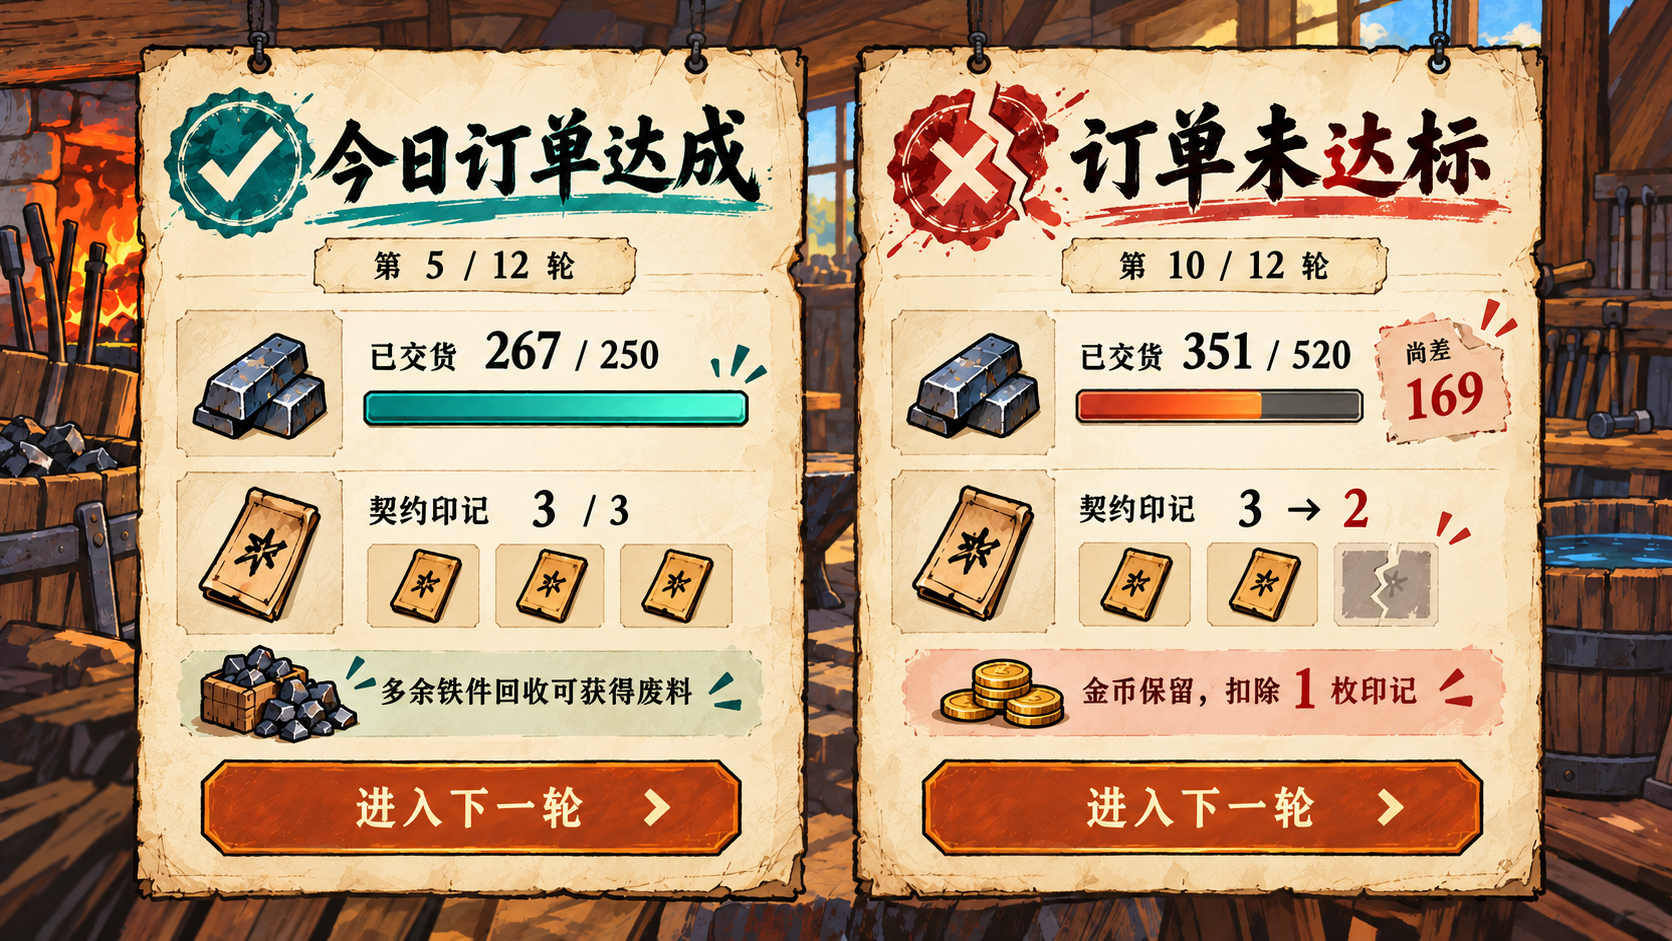 今日订单达成
第 5 / 12 轮
已交货 267 / 250
契约印记 3 / 3
多余铁件回收可获得废料
进入下一轮
订单未达标
第 10 / 12 轮
已交货 351 / 520
尚差
169
契约印记 3 → 2
金币保留，扣除 1 枚印记
进入下一轮